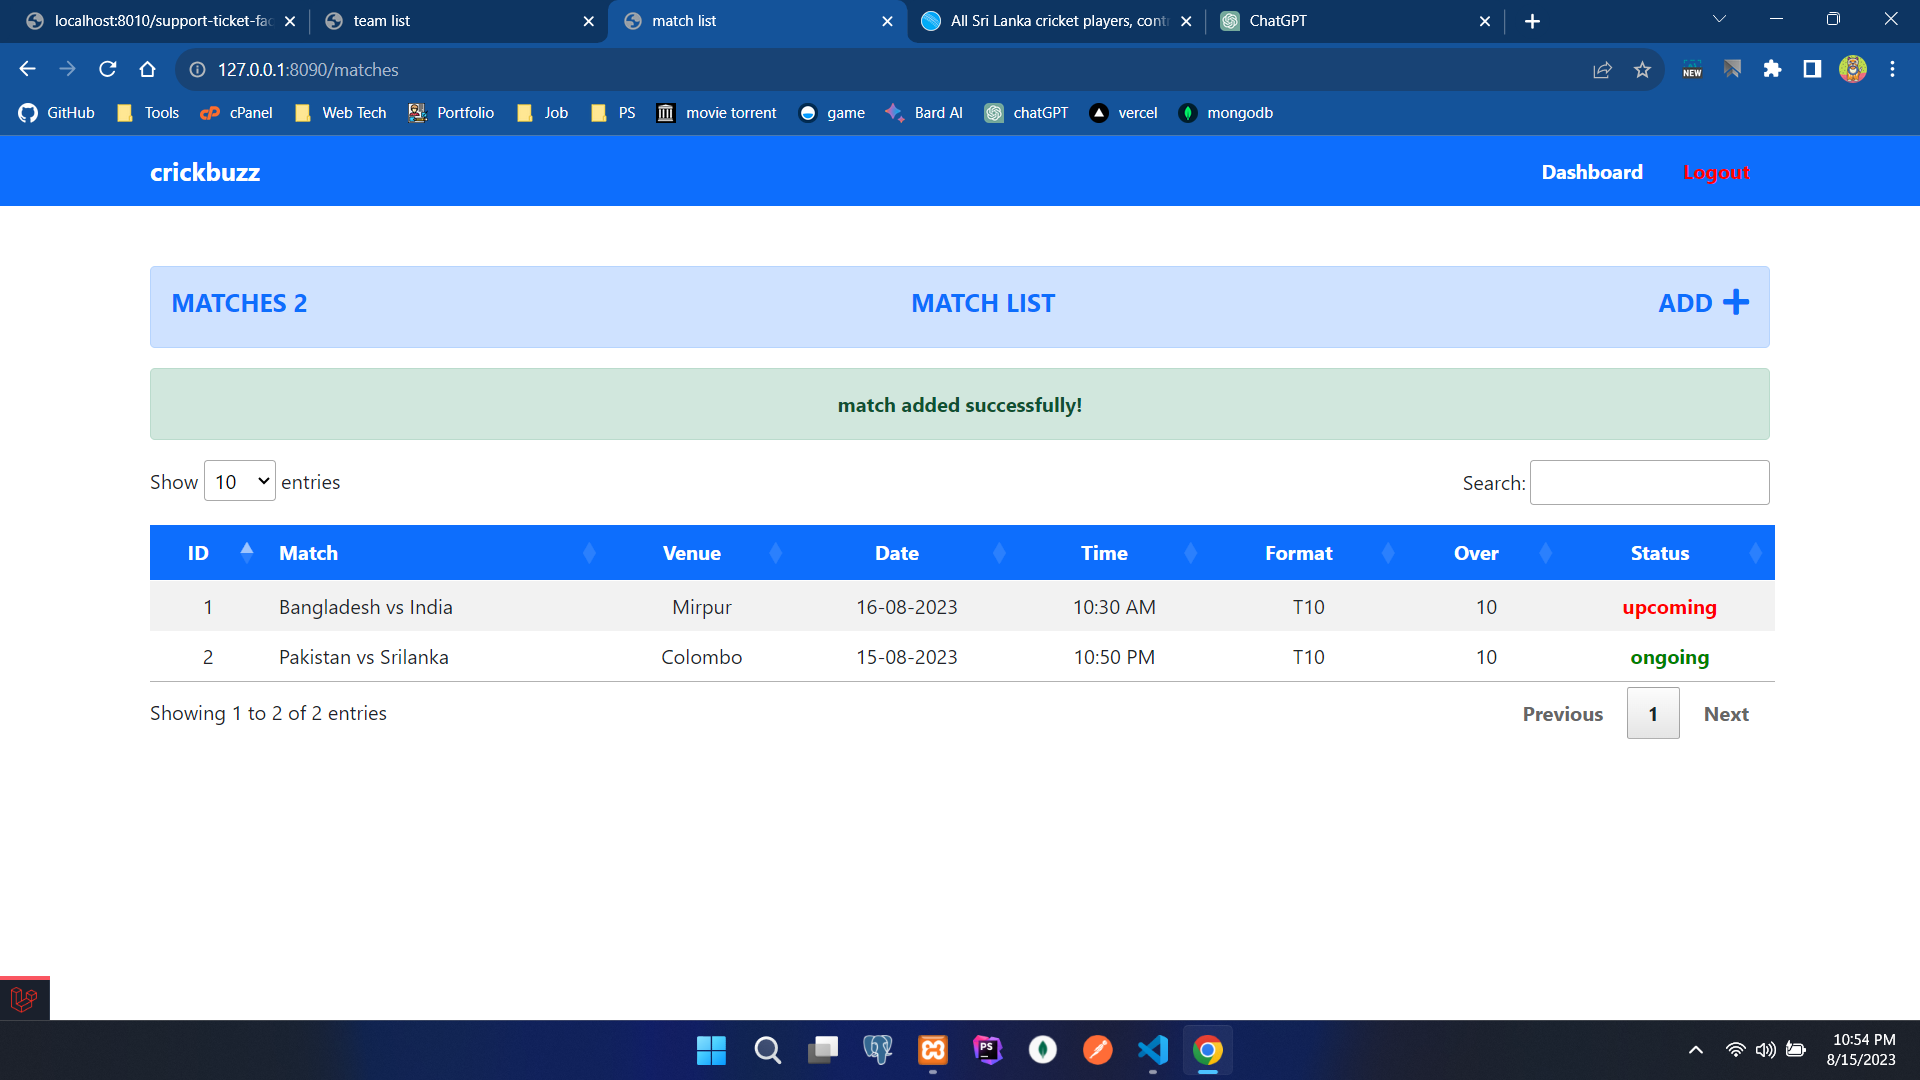 localhost:8010/support-ticket-fac
team list
match list
All Sri Lanka cricket players, contr
ChatGPT
127.0.0.1:8090/matches
NEW
GitHub Tools cPanel Web Tech Portfolio Job PS movie torrent game Bard AI chatGPT vercel mongodb
crickbuzz Dashboard Logout
MATCHES 2 MATCH LIST ADD
match added successfully!
Show 10 entries Search:
ID Match Venue Date Time Format Over Status
1 Bangladesh vs India Mirpur 16-08-2023 10:30 AM T10 10 upcoming
2 Pakistan vs Srilanka Colombo 15-08-2023 10:50 PM T10 10 ongoing
Showing 1 to 2 of 2 entries Previous 1 Next
PS
10:54 PM
8/15/2023